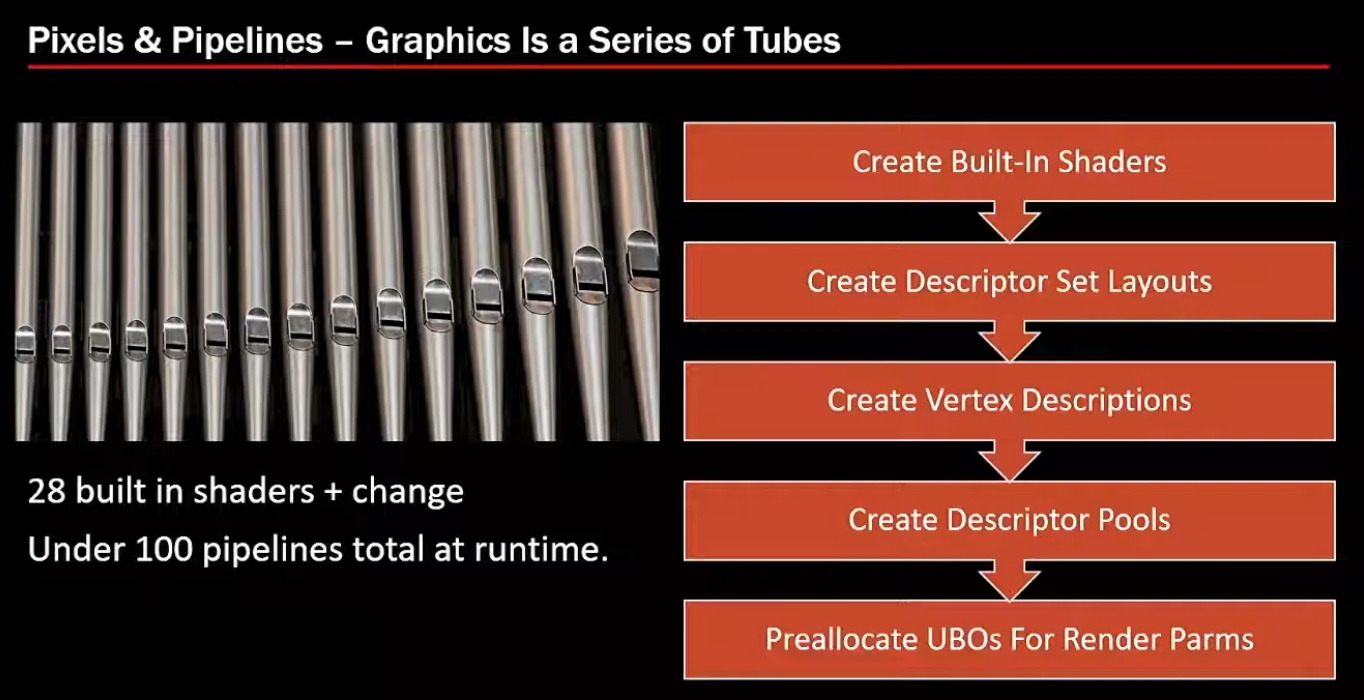 Pixels & Pipelines – Graphics Is a Series of Tubes
28 built in shaders + change
Under 100 pipelines total at runtime.
Create Built-In Shaders
Create Descriptor Set Layouts
Create Vertex Descriptions
Create Descriptor Pools
Preallocate UBOs For Render Parms